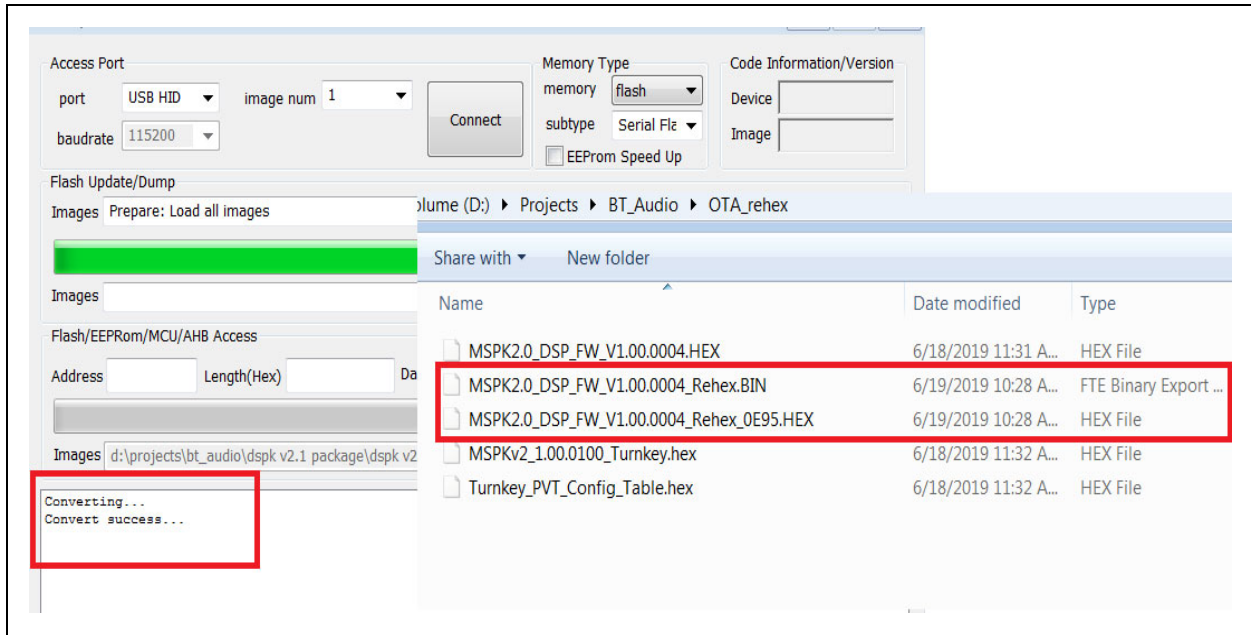 Access Port
port USB HID image num 1
baudrate 115200
Connect
Memory Type
memory flash
subtype Serial Fla
EEProm Speed Up
Code Information/Version
Device
Image
Flash Update/Dump
Images Prepare: Load all images
Images
Flash/EEPRom/MCU/AHB Access
Address Length(Hex) Da
Images d:\projects\bt_audio\dspk v2.1 package\dspk v2
Converting...
Convert success...
olume (D:) Projects BT_Audio OTA_rehex
Share with New folder
Name Date modified Type
MSPK2.0_DSP_FW_V1.00.0004.HEX 6/18/2019 11:31 A... HEX File
MSPK2.0_DSP_FW_V1.00.0004_Rehex.BIN 6/19/2019 10:28 A... FTE Binary Export ...
MSPK2.0_DSP_FW_V1.00.0004_Rehex_0E95.HEX 6/19/2019 10:28 A... HEX File
MSPKv2_1.00.0100_Turnkey.hex 6/18/2019 11:32 A... HEX File
Turnkey_PVT_Config_Table.hex 6/18/2019 11:32 A... HEX File